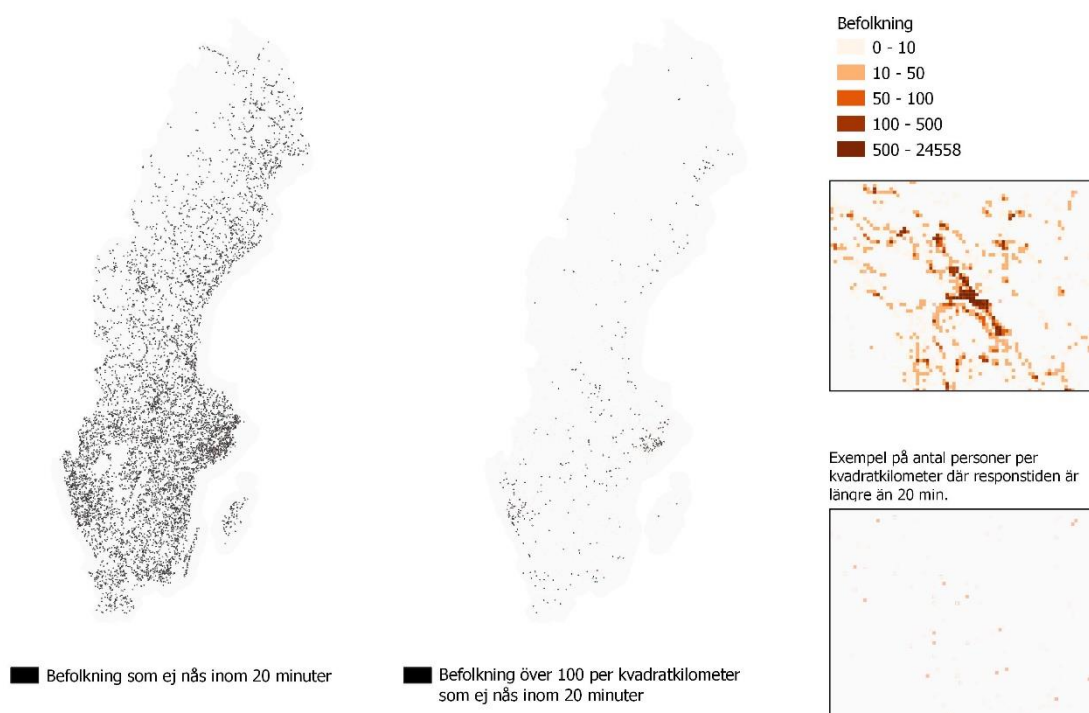 Befolkning
0 - 10
10 - 50
50 - 100
100 - 500
500 - 24558
Exempel på antal personer per
kvadratkilometer där responstiden är
längre än 20 min.
Befolkning som ej nås inom 20 minuter
Befolkning över 100 per kvadratkilometer
som ej nås inom 20 minuter